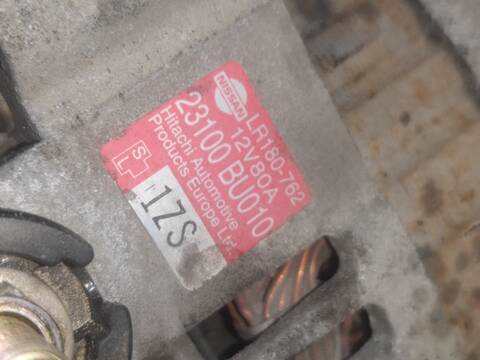 NISSAN
LR180-762
12V80A
23100 BU010
Hitachi Automotive
Products Europe Ltd
S
L
1ZS